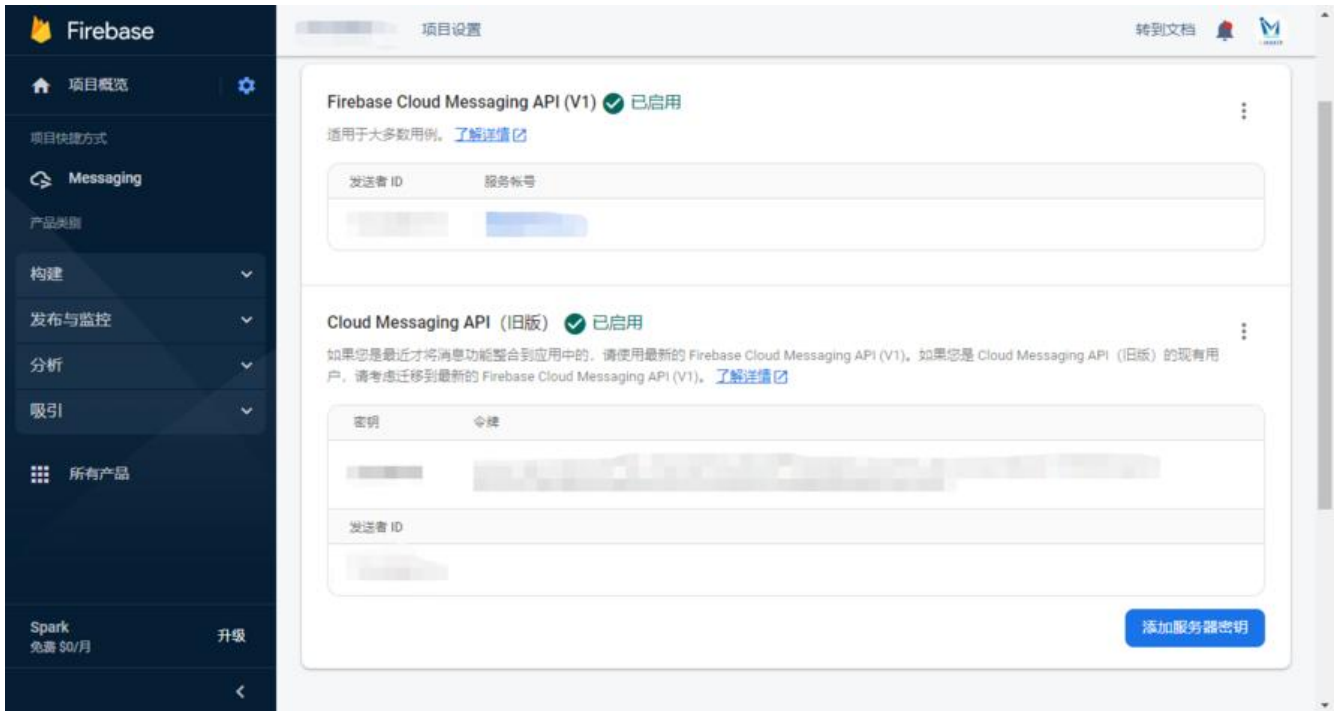 Firebase
项目设置
转到文档
项目概览
项目快捷方式
Messaging
产品类别
构建
发布与监控
分析
吸引
所有产品
Spark
免费 $0/月
升级
Firebase Cloud Messaging API (V1) 已启用
适用于大多数用例。 了解详情
发送者 ID 服务帐号
Cloud Messaging API（旧版） 已启用
如果您是最近才将消息功能整合到应用中的，请使用最新的 Firebase Cloud Messaging API (V1)。如果您是 Cloud Messaging API（旧版）的现有用
户，请考虑迁移到最新的 Firebase Cloud Messaging API (V1)。 了解详情
密钥 令牌
发送者 ID
添加服务器密钥